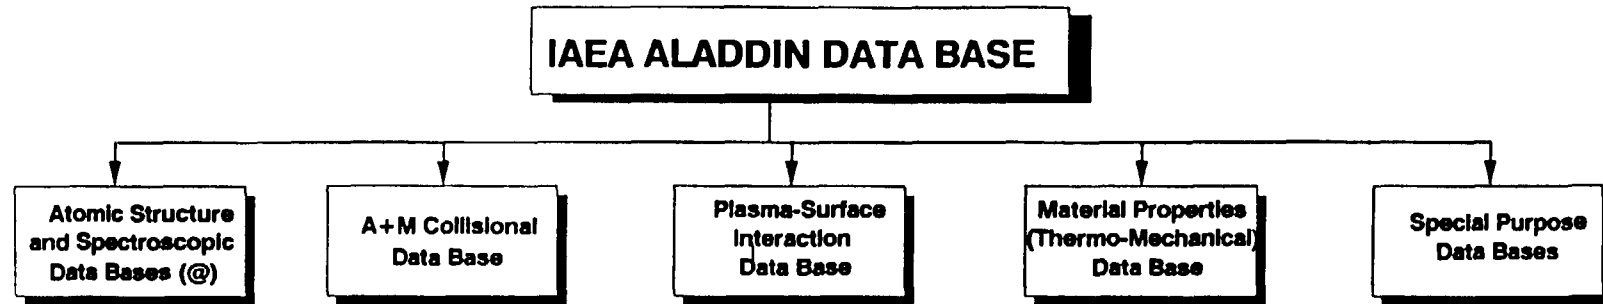 IAEA ALADDIN DATA BASE
Atomic Structure
and Spectroscopic
Data Bases (@)
A+M Collisional
Data Base
Plasma-Surface
Interaction
Data Base
Material Properties
(Thermo-Mechanical)
Data Base
Special Purpose
Data Bases